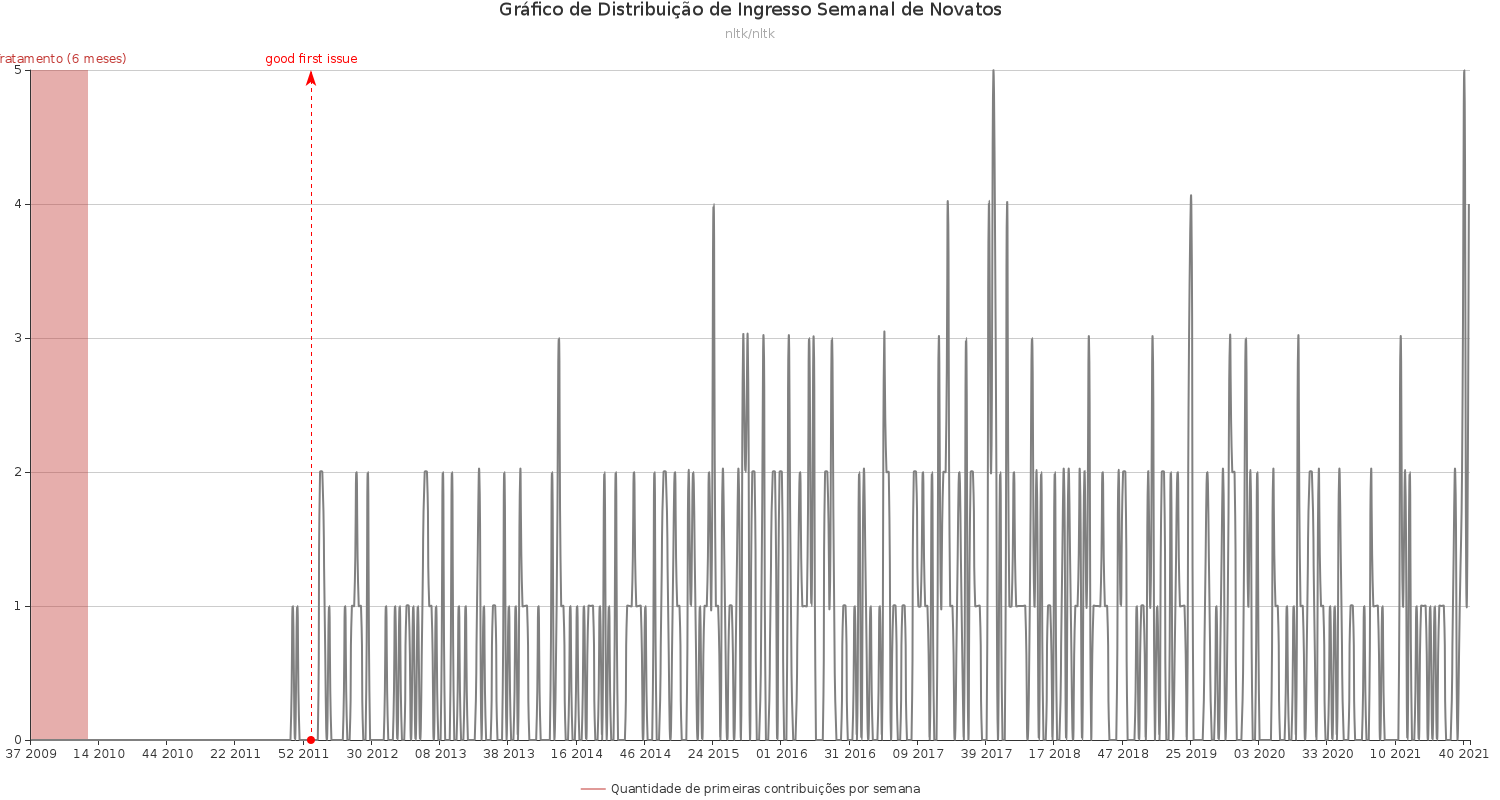 Gráfico de Distribuição de Ingresso Semanal de Novatos
nltk/nltk
ratamento (6 meses)
good first issue
5
4
3
2
1
0
37 2009 14 2010 44 2010 22 2011 52 2011 30 2012 08 2013 38 2013 16 2014 46 2014 24 2015 01 2016 31 2016 09 2017 39 2017 17 2018 47 2018 25 2019 03 2020 33 2020 10 2021 40 2021
Quantidade de primeiras contribuições por semana